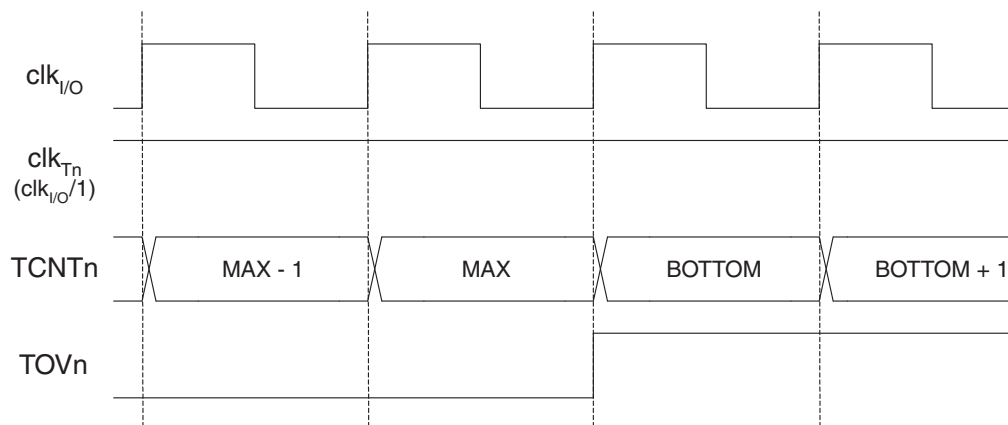 clkI/O
clkTn
(clkI/O/1)
TCNTn MAX - 1 MAX BOTTOM BOTTOM + 1
TOVn